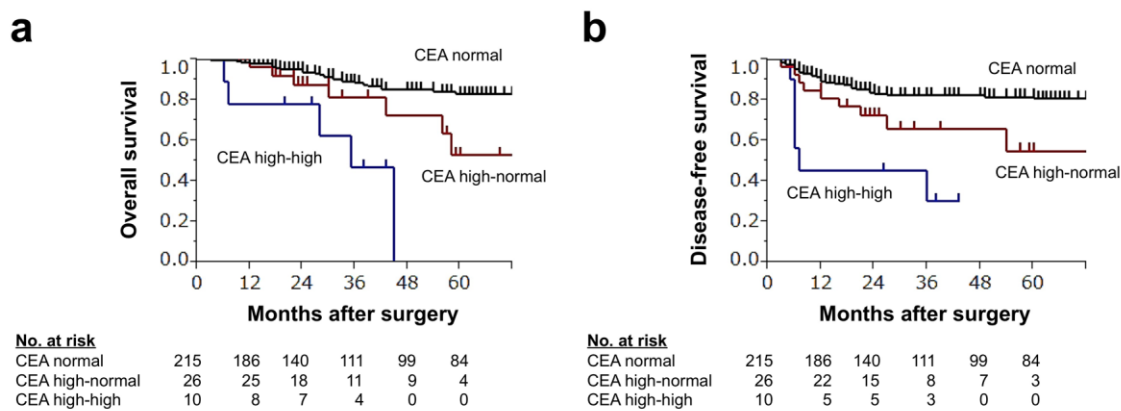 a
Overall survival
1.0
0.8
0.6
0.4
0.2
0.0
CEA normal
CEA high-high
CEA high-normal
0 12 24 36 48 60
Months after surgery
No. at risk
CEA normal 215 186 140 111 99 84
CEA high-normal 26 25 18 11 9 4
CEA high-high 10 8 7 4 0 0
b
Disease-free survival
1.0
0.8
0.6
0.4
0.2
0.0
CEA normal
CEA high-normal
CEA high-high
0 12 24 36 48 60
Months after surgery
No. at risk
CEA normal 215 186 140 111 99 84
CEA high-normal 26 22 15 8 7 3
CEA high-high 10 5 5 3 0 0